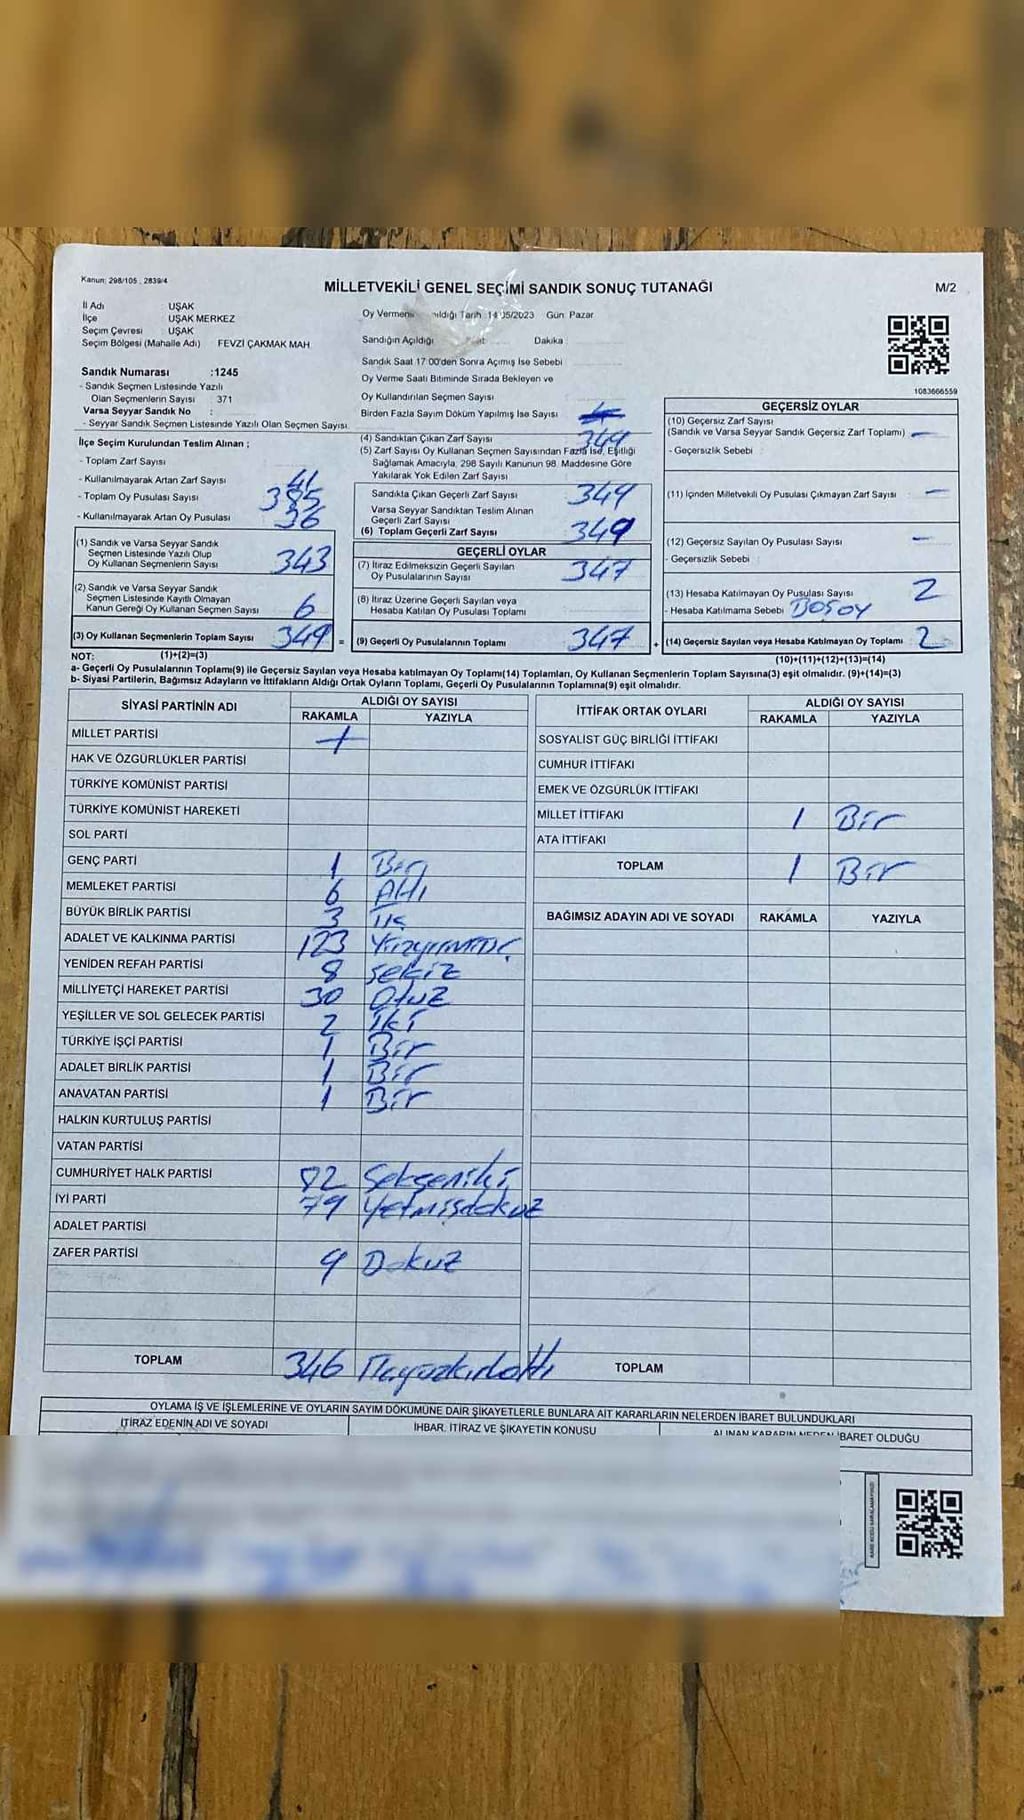 Kanun: 298/105 , 2839/4
MİLLETVEKİLİ GENEL SEÇİMİ SANDIK SONUÇ TUTANAĞI
M/2
İl Adı UŞAK
İlçe UŞAK MERKEZ
Seçim Çevresi UŞAK
Seçim Bölgesi (Mahalle Adı) FEVZİ ÇAKMAK MAH
Sandık Numarası :1245
- Sandık Seçmen Listesinde Yazılı
Olan Seçmenlerin Sayısı : 371
Varsa Seyyar Sandık No :
- Seyyar Sandık Seçmen Listesinde Yazılı Olan Seçmen Sayısı
Oy Vermenin Tarih 14/05/2023 Gün: Pazar
Sandığın Açıldığı Dakika
Sandık Saat 17:00'den Sonra Açımış İse Sebebi
Oy Verme Saati Bitiminde Sırada Bekleyen ve
Oy Kullandırılan Seçmen Sayısı
Birden Fazla Sayım Döküm Yapılmış İse Sayısı
1083666559
İlçe Seçim Kurulundan Teslim Alınan ;
- Toplam Zarf Sayısı
- Kullanılmayarak Artan Zarf Sayısı 41
- Toplam Oy Pusulası Sayısı 385
- Kullanılmayarak Artan Oy Pusulası 36
(1) Sandık ve Varsa Seyyar Sandık
Seçmen Listesinde Yazılı Olup
Oy Kullanan Seçmenlerin Sayısı 343
(2) Sandık ve Varsa Seyyar Sandık
Seçmen Listesinde Kayıtlı Olmayan
Kanun Gereği Oy Kullanan Seçmen Sayısı 6
(3) Oy Kullanan Seçmenlerin Toplam Sayısı 349 =
(4) Sandıktan Çıkan Zarf Sayısı 349
(5) Zarf Sayısı Oy Kullanan Seçmen Sayısından Fazla ise, Eşitliği
Sağlamak Amacıyla, 298 Sayılı Kanunun 98. Maddesine Göre
Yakılarak Yok Edilen Zarf Sayısı
Sandıkta Çıkan Geçerli Zarf Sayısı 349
Varsa Seyyar Sandıktan Teslim Alınan
Geçerli Zarf Sayısı
(6) Toplam Geçerli Zarf Sayısı 349
GEÇERLİ OYLAR
(7) İtiraz Edilmeksizin Geçerli Sayılan
Oy Pusulalarının Sayısı 347
(8) İtiraz Üzerine Geçerli Sayılan veya
Hesaba Katılan Oy Pusulası Toplamı
(9) Geçerli Oy Pusulalarının Toplamı 347 +
GEÇERSİZ OYLAR
(10) Geçersiz Zarf Sayısı
(Sandık ve Varsa Seyyar Sandık Geçersiz Zarf Toplamı) —
- Geçersizlik Sebebi
(11) İçinden Milletvekili Oy Pusulası Çıkmayan Zarf Sayısı —
(12) Geçersiz Sayılan Oy Pusulası Sayısı —
- Geçersizlik Sebebi
(13) Hesaba Katılmayan Oy Pusulası Sayısı 2
- Hesaba Katılmama Sebebi BOŞ OY
(14) Geçersiz Sayılan veya Hesaba Katılmayan Oy Toplamı 2
NOT: (1)+(2)=(3)
(10)+(11)+(12)+(13)=(14)
a- Geçerli Oy Pusulalarının Toplamı(9) ile Geçersiz Sayılan veya Hesaba katılmayan Oy Toplamı(14) Toplamları, Oy Kullanan Seçmenlerin Toplam Sayısına(3) eşit olmalıdır. (9)+(14)=(3)
b- Siyasi Partilerin, Bağımsız Adayların ve İttifakların Aldığı Ortak Oyların Toplamı, Geçerli Oy Pusulalarının Toplamına(9) eşit olmalıdır.
SİYASİ PARTİNİN ADI ALDIĞI OY SAYISI
RAKAMLA YAZIYLA
MİLLET PARTİSİ
HAK VE ÖZGÜRLÜKLER PARTİSİ
TÜRKİYE KOMÜNİST PARTİSİ
TÜRKİYE KOMÜNİST HAREKETİ
SOL PARTİ
GENÇ PARTİ 1 Bir
MEMLEKET PARTİSİ 6 Altı
BÜYÜK BİRLİK PARTİSİ 3
ADALET VE KALKINMA PARTİSİ 123
YENİDEN REFAH PARTİSİ 8 Sekiz
MİLLİYETÇİ HAREKET PARTİSİ 30 Otuz
YEŞİLLER VE SOL GELECEK PARTİSİ 2 İki
TÜRKİYE İŞÇİ PARTİSİ 1 Bir
ADALET BİRLİK PARTİSİ 1 Bir
ANAVATAN PARTİSİ 1 Bir
HALKIN KURTULUŞ PARTİSİ
VATAN PARTİSİ
CUMHURİYET HALK PARTİSİ 82 Sekseniki
İYİ PARTİ 79 Yetmişdokuz
ADALET PARTİSİ
ZAFER PARTİSİ 9 Dokuz
TOPLAM 346
İTTİFAK ORTAK OYLARI ALDIĞI OY SAYISI
RAKAMLA YAZIYLA
SOSYALİST GÜÇ BİRLİĞİ İTTİFAKI
CUMHUR İTTİFAKI
EMEK VE ÖZGÜRLÜK İTTİFAKI
MİLLET İTTİFAKI 1 Bir
ATA İTTİFAKI
TOPLAM 1 Bir
BAĞIMSIZ ADAYIN ADI VE SOYADI RAKAMLA YAZIYLA
TOPLAM
OYLAMA İŞ VE İŞLEMLERİNE VE OYLARIN SAYIM DÖKÜMÜNE DAİR ŞİKAYETLERLE BUNLARA AİT KARARLARIN NELERDEN İBARET BULUNDUKLARI
İTİRAZ EDENİN ADI VE SOYADI İHBAR, İTİRAZ VE ŞİKAYETİN KONUSU ALINAN KARARIN NEDEN İBARET OLDUĞU